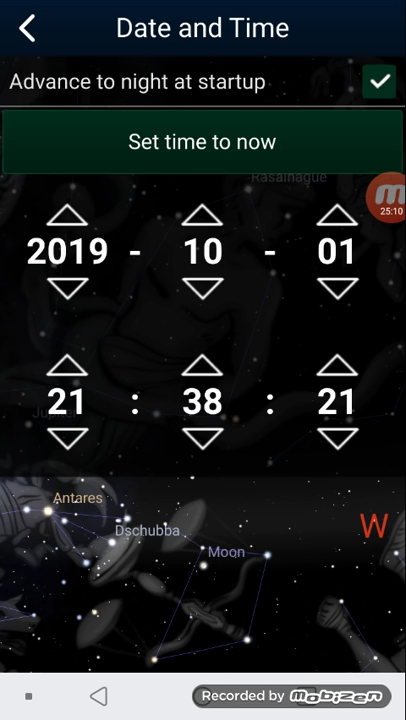 Date and Time
Advance to night at startup
Set time to now
Rasalhague
25:10
2019 - 10 - 01
21 : 38 : 21
Antares
Dschubba
W
Moon
Recorded by Mobizen